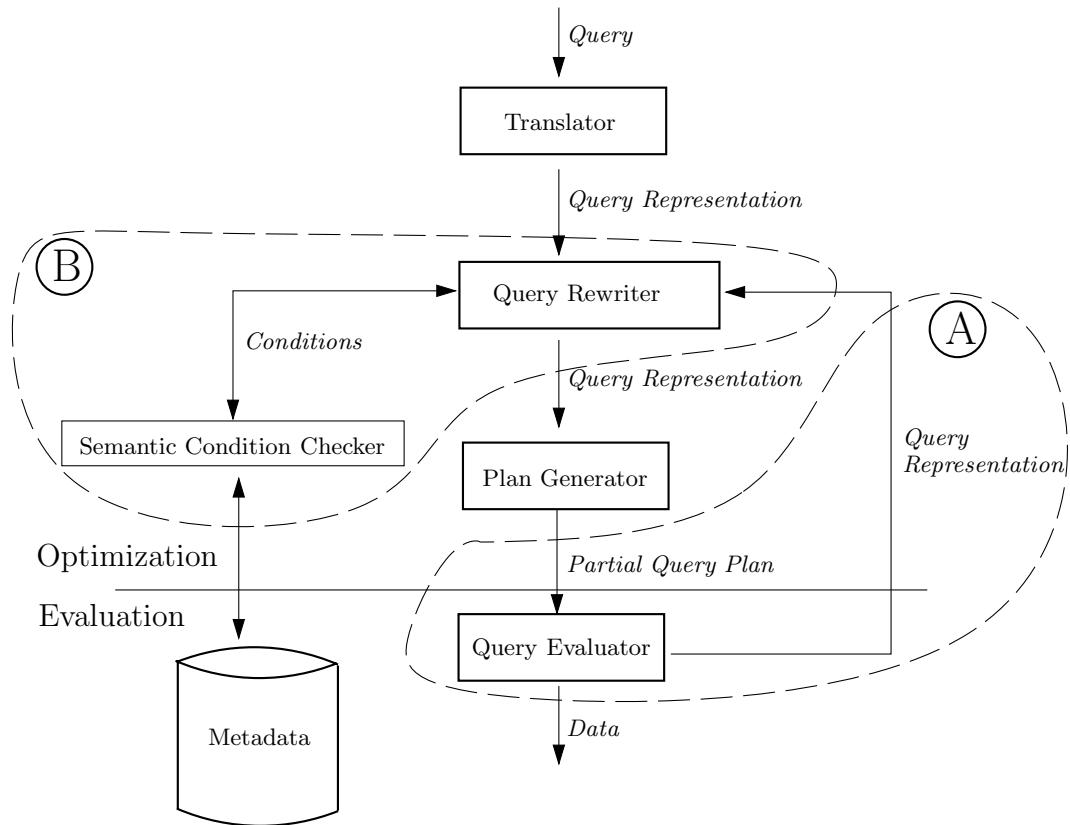 Query
Translator
Query Representation
B
Query Rewriter
A
Conditions
Query Representation
Semantic Condition Checker
Plan Generator
Query
Representation
Optimization
Partial Query Plan
Evaluation
Query Evaluator
Metadata
Data